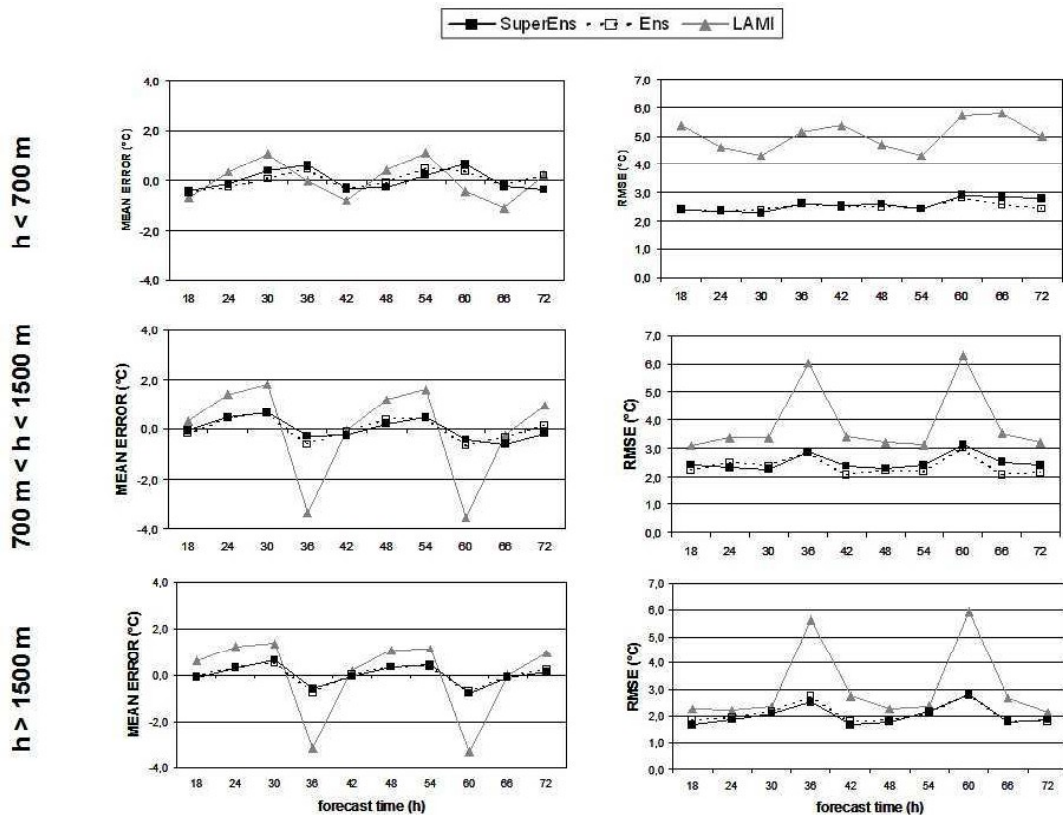 SuperEns Ens LAMI
h < 700 m
MEAN ERROR (°C)
4,0
2,0
0,0
-2,0
-4,0
18 24 30 36 42 48 54 60 66 72
RMSE (°C)
7,0
6,0
5,0
4,0
3,0
2,0
1,0
0,0
18 24 30 36 42 48 54 60 66 72
700 m < h < 1500 m
MEAN ERROR (°C)
4,0
2,0
0,0
-2,0
-4,0
18 24 30 36 42 48 54 60 66 72
RMSE (°C)
7,0
6,0
5,0
4,0
3,0
2,0
1,0
0,0
18 24 30 36 42 48 54 60 66 72
h > 1500 m
MEAN ERROR (°C)
4,0
2,0
0,0
-2,0
-4,0
18 24 30 36 42 48 54 60 66 72
forecast time (h)
RMSE (°C)
7,0
6,0
5,0
4,0
3,0
2,0
1,0
0,0
18 24 30 36 42 48 54 60 66 72
forecast time (h)